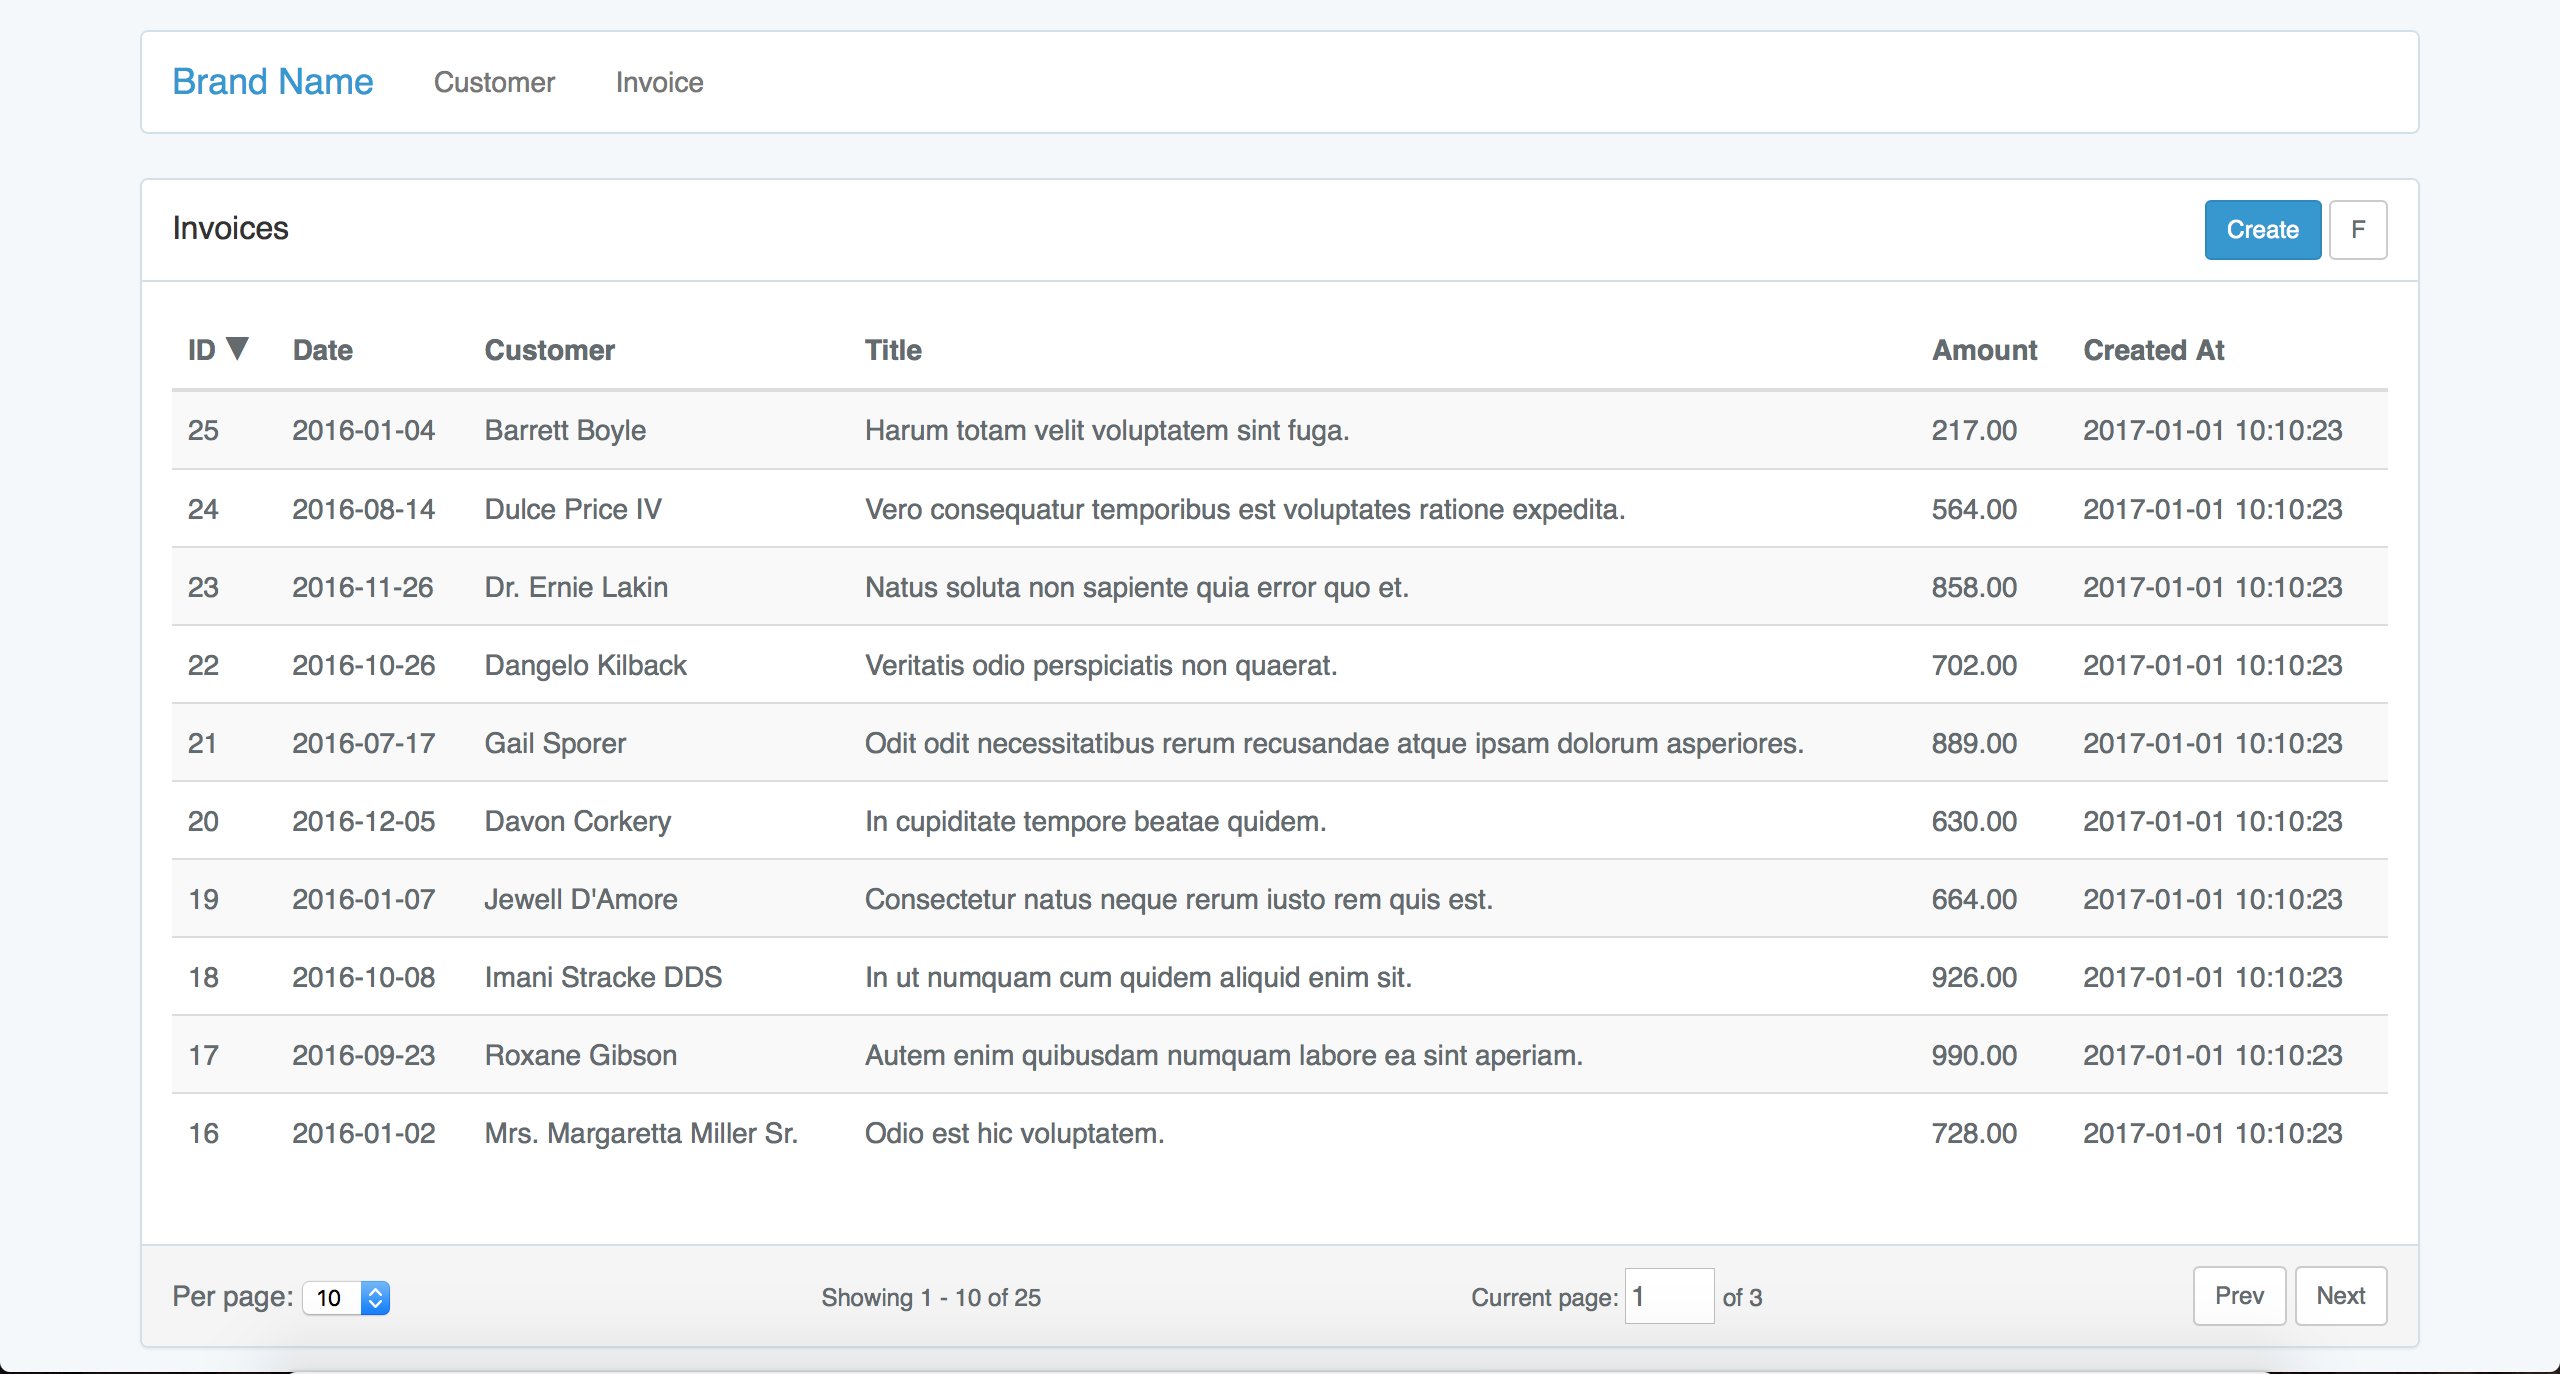 Brand Name Customer Invoice
Invoices Create F
ID ▼ Date Customer Title Amount Created At
25 2016-01-04 Barrett Boyle Harum totam velit voluptatem sint fuga. 217.00 2017-01-01 10:10:23
24 2016-08-14 Dulce Price IV Vero consequatur temporibus est voluptates ratione expedita. 564.00 2017-01-01 10:10:23
23 2016-11-26 Dr. Ernie Lakin Natus soluta non sapiente quia error quo et. 858.00 2017-01-01 10:10:23
22 2016-10-26 Dangelo Kilback Veritatis odio perspiciatis non quaerat. 702.00 2017-01-01 10:10:23
21 2016-07-17 Gail Sporer Odit odit necessitatibus rerum recusandae atque ipsam dolorum asperiores. 889.00 2017-01-01 10:10:23
20 2016-12-05 Davon Corkery In cupiditate tempore beatae quidem. 630.00 2017-01-01 10:10:23
19 2016-01-07 Jewell D'Amore Consectetur natus neque rerum iusto rem quis est. 664.00 2017-01-01 10:10:23
18 2016-10-08 Imani Stracke DDS In ut numquam cum quidem aliquid enim sit. 926.00 2017-01-01 10:10:23
17 2016-09-23 Roxane Gibson Autem enim quibusdam numquam labore ea sint aperiam. 990.00 2017-01-01 10:10:23
16 2016-01-02 Mrs. Margaretta Miller Sr. Odio est hic voluptatem. 728.00 2017-01-01 10:10:23
Per page: 10 Showing 1 - 10 of 25 Current page: 1 of 3 Prev Next